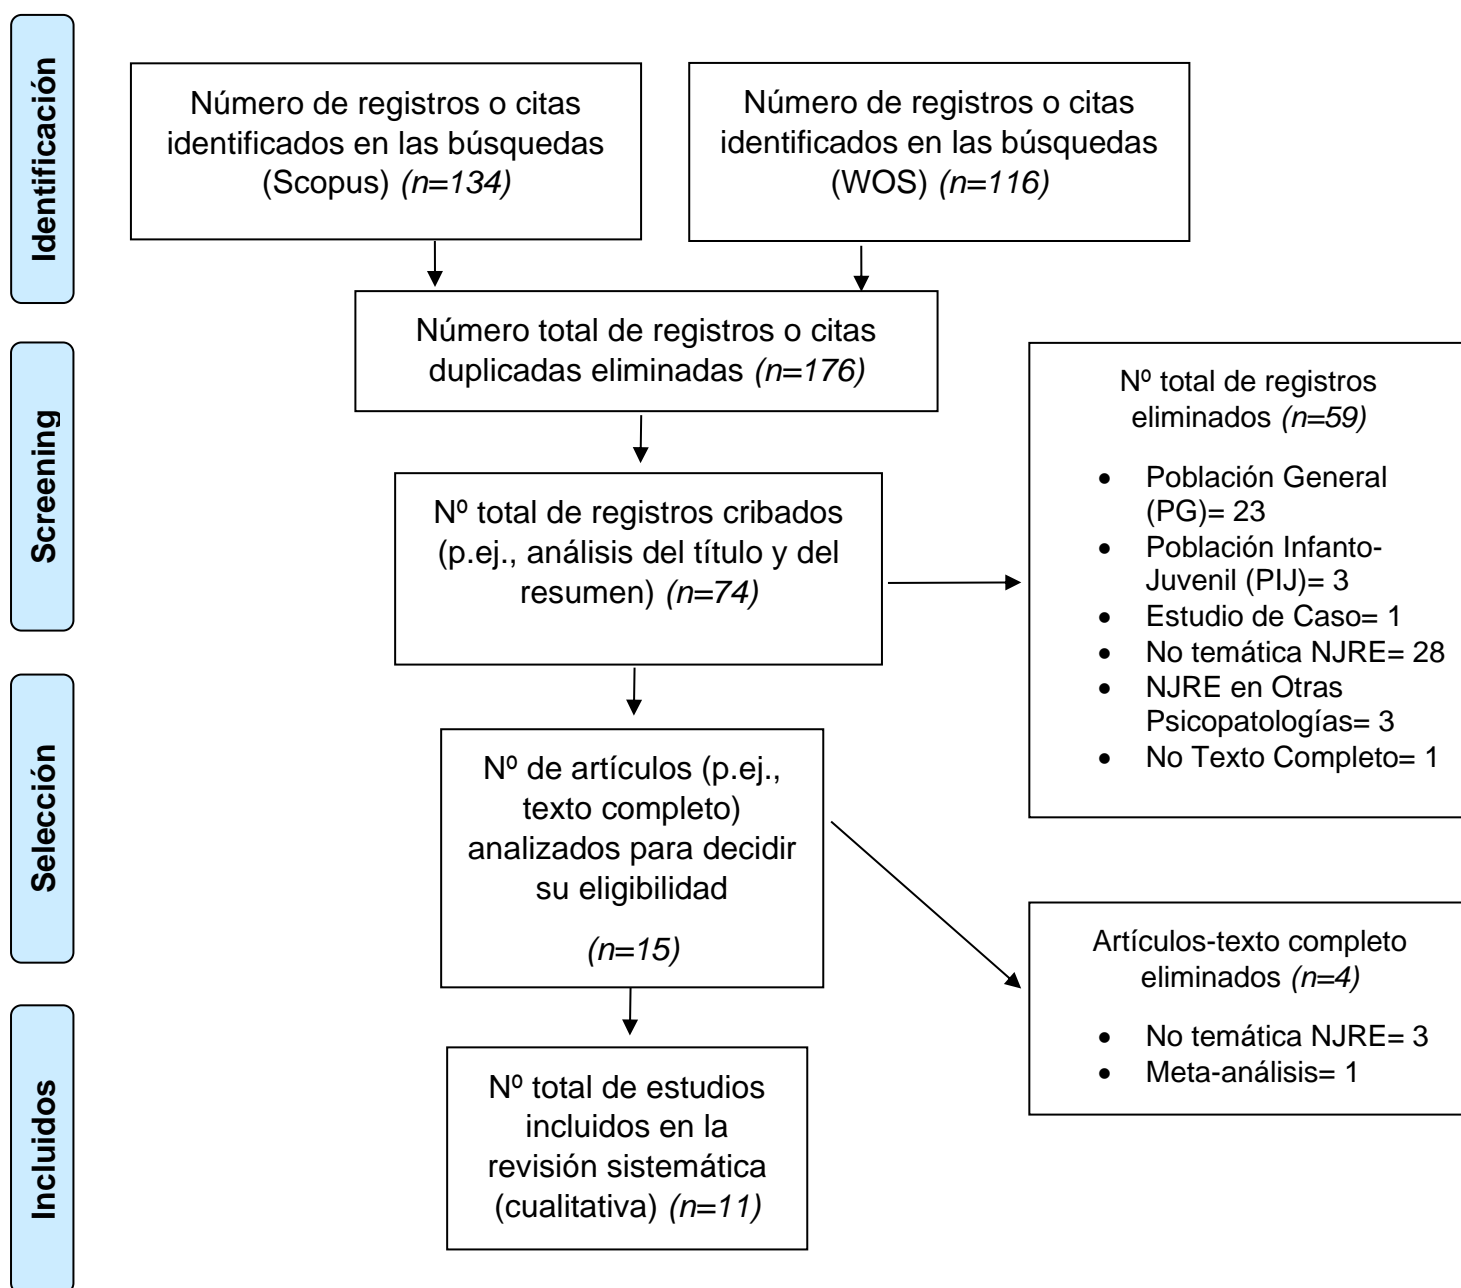 Identificación
Número de registros o citas
identificados en las búsquedas
(Scopus) (n=134)
Número de registros o citas
identificados en las búsquedas
(WOS) (n=116)
Número total de registros o citas
duplicadas eliminadas (n=176)
Screening
Nº total de registros cribados
(p.ej., análisis del título y del
resumen) (n=74)
Nº total de registros
eliminados (n=59)
• Población General
(PG)= 23
• Población Infanto-
Juvenil (PIJ)= 3
• Estudio de Caso= 1
• No temática NJRE= 28
• NJRE en Otras
Psicopatologías= 3
• No Texto Completo= 1
Selección
Nº de artículos (p.ej.,
texto completo)
analizados para decidir
su eligibilidad
(n=15)
Artículos-texto completo
eliminados (n=4)
• No temática NJRE= 3
• Meta-análisis= 1
Incluidos
Nº total de estudios
incluidos en la
revisión sistemática
(cualitativa) (n=11)